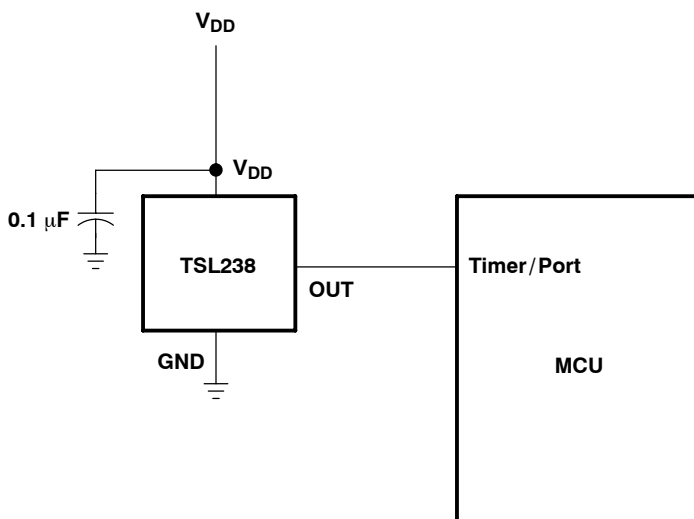 VDD
VDD
0.1 μF
TSL238
OUT
Timer/Port
GND
MCU